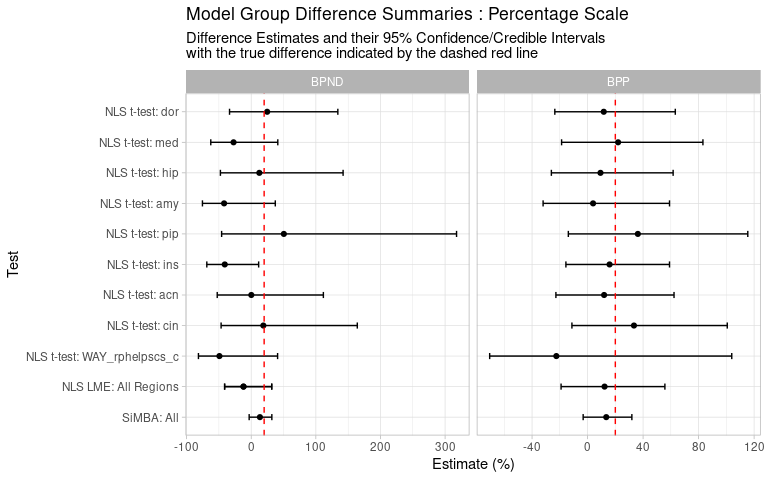 Model Group Difference Summaries : Percentage Scale
Difference Estimates and their 95% Confidence/Credible Intervals
with the true difference indicated by the dashed red line
BPND
BPP
Test
NLS t-test: dor
NLS t-test: med
NLS t-test: hip
NLS t-test: amy
NLS t-test: pip
NLS t-test: ins
NLS t-test: acn
NLS t-test: cin
NLS t-test: WAY_rphelpscs_c
NLS LME: All Regions
SiMBA: All
-100 0 100 200 300
-40 0 40 80 120
Estimate (%)